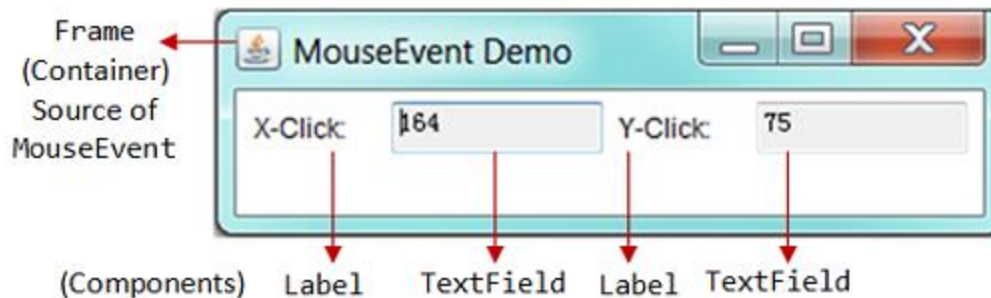 Frame
(Container)
Source of
MouseEvent
MouseEvent Demo
X-Click: 164 Y-Click: 75
(Components) Label TextField Label TextField